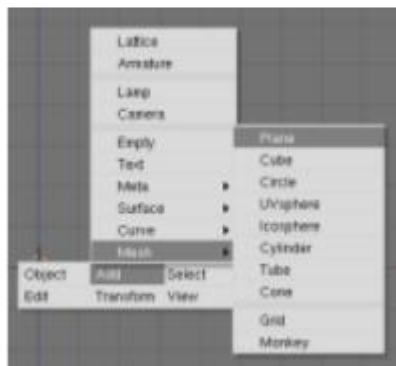 Lattice
Armature
Lamp
Camera
Empty
Text
Meta
Surface
Curve
Mesh
Object Add Select
Edit Transform View
Plane
Cube
Circle
UVsphere
Icosphere
Cylinder
Tube
Cone
Grid
Monkey